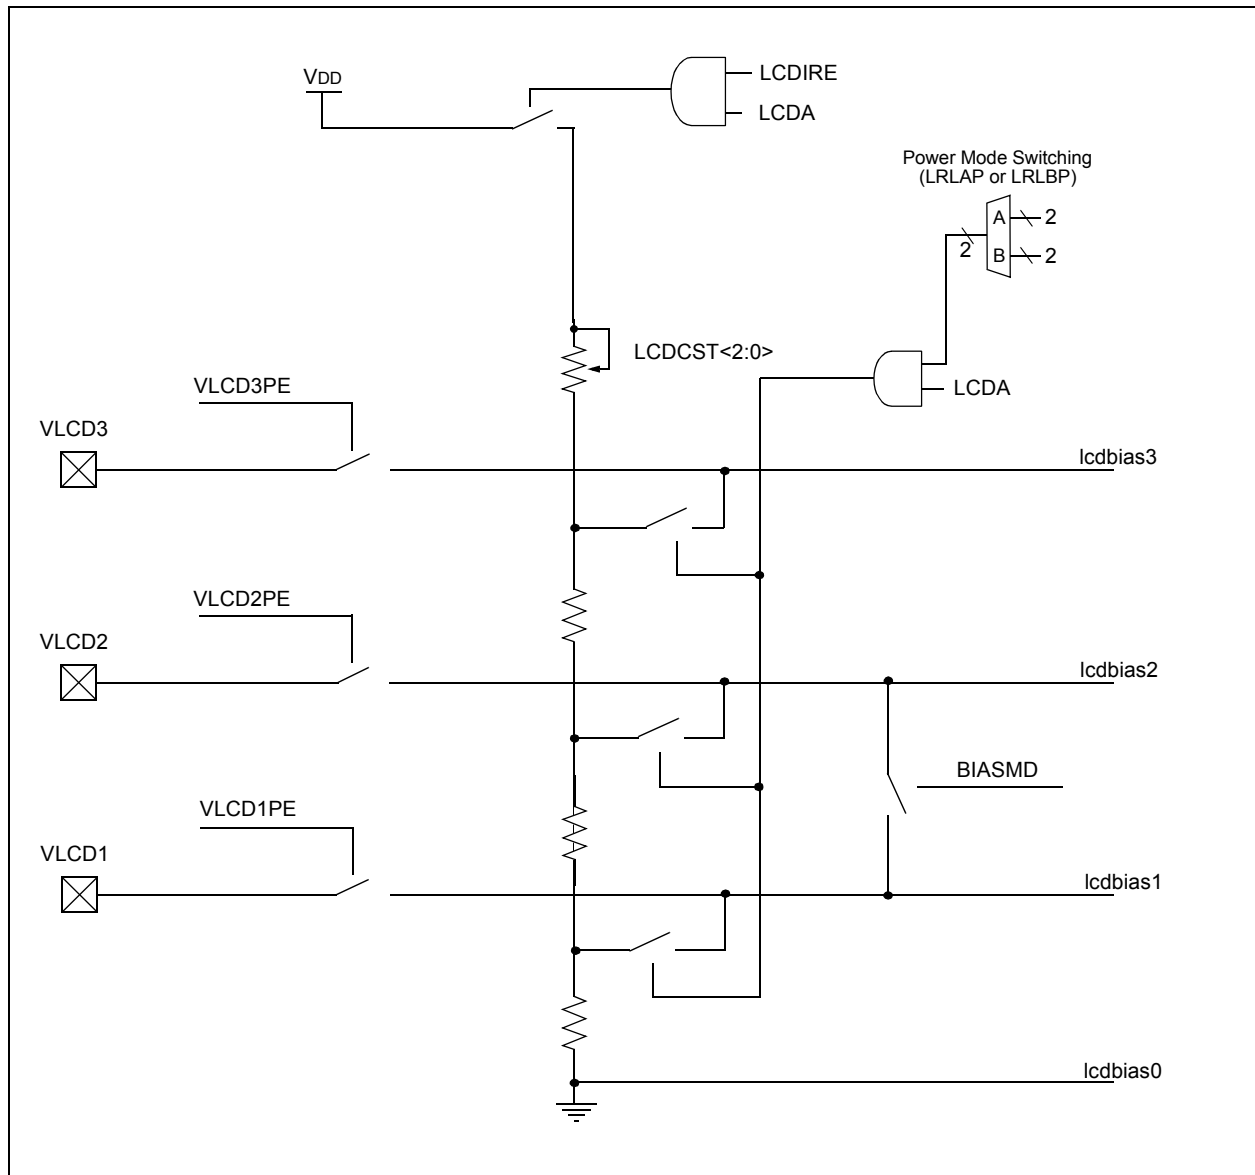 VDD
LCDIRE
LCDA
Power Mode Switching
(LRLAP or LRLBP)
A
2
2
B
2
LCDCST<2:0>
LCDA
VLCD3PE
VLCD3
lcdbias3
VLCD2PE
VLCD2
lcdbias2
BIASMD
VLCD1PE
VLCD1
lcdbias1
lcdbias0